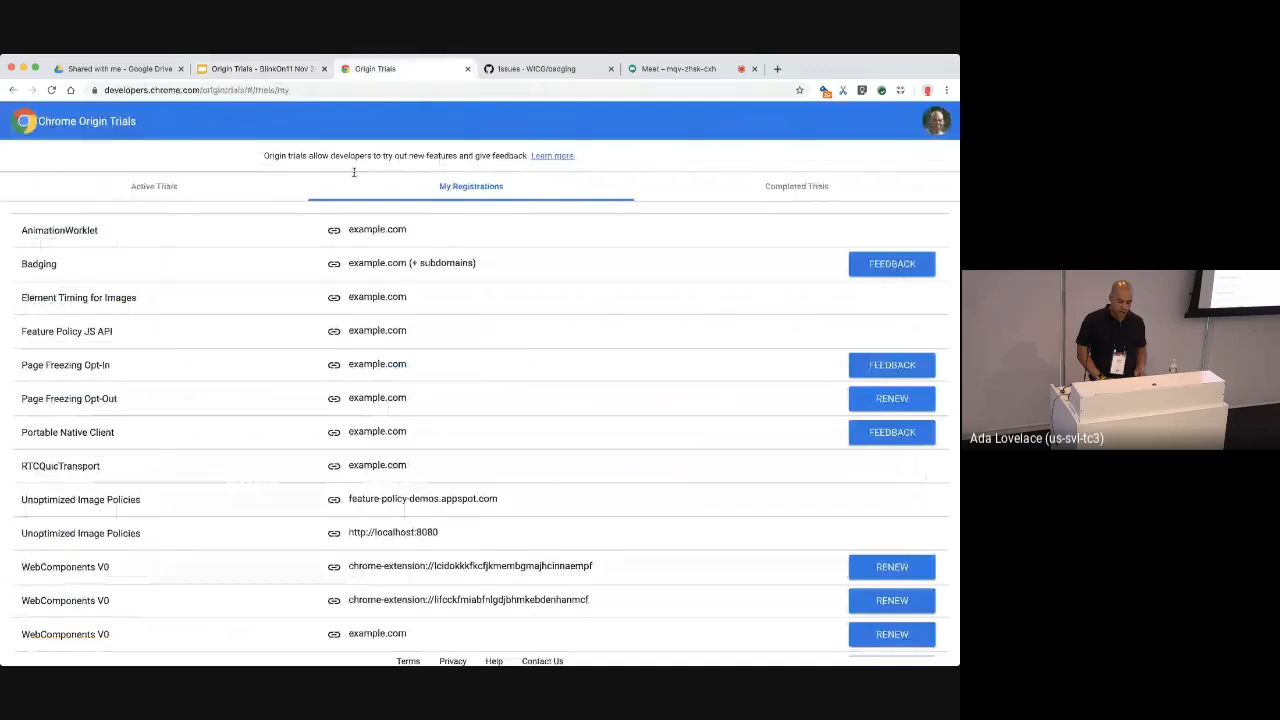 Shared with me - Google Drive
Origin Trials - BlinkOn11 Nov 2
Origin Trials
Issues - WICG/badging
Meet – mqv-zhsk-cxh
developers.chrome.com/origintrials/#/trials/my
Chrome Origin Trials
Origin trials allow developers to try out new features and give feedback. Learn more.
Active Trials
My Registrations
Completed Trials
AnimationWorklet example.com
Badging example.com (+ subdomains) FEEDBACK
Element Timing for Images example.com
Feature Policy JS API example.com
Page Freezing Opt-In example.com FEEDBACK
Page Freezing Opt-Out example.com RENEW
Portable Native Client example.com FEEDBACK
RTCQuicTransport example.com
Unoptimized Image Policies feature-policy-demos.appspot.com
Unoptimized Image Policies http://localhost:8080
WebComponents V0 RENEW
WebComponents V0 RENEW
WebComponents V0 example.com RENEW
Terms Privacy Help Contact Us
Ada Lovelace (us-svl-tc3)